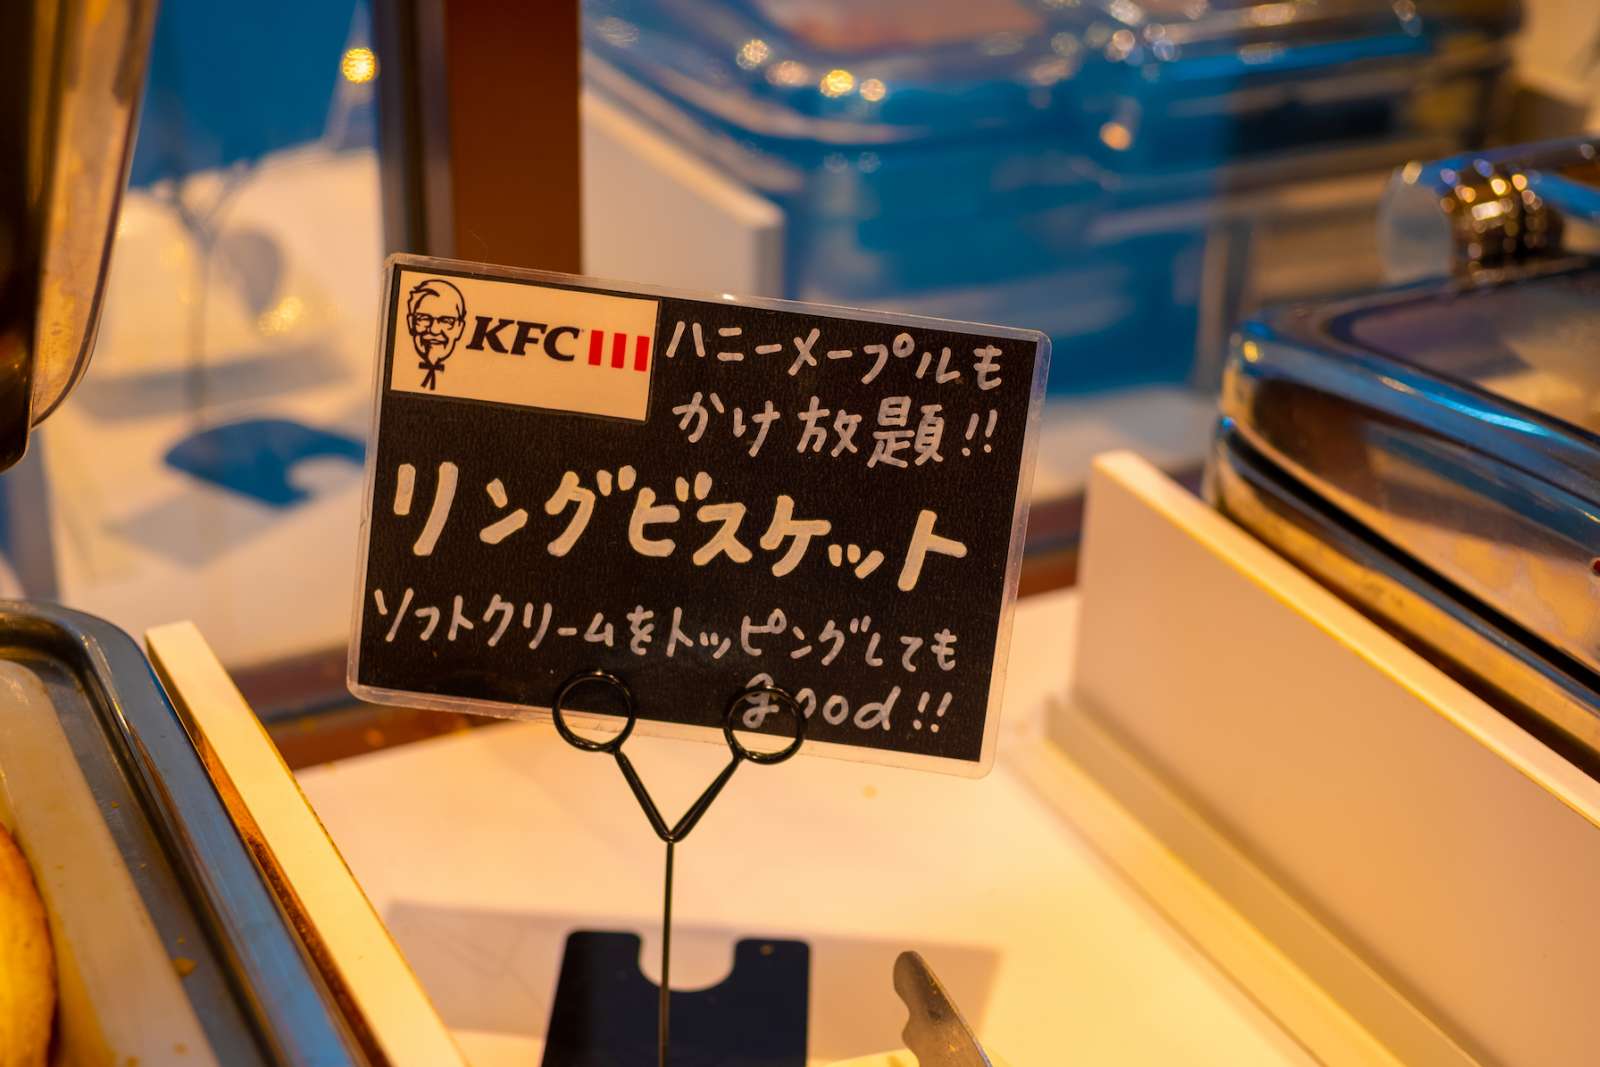 KFC
ハニーメープルも
かけ放題!!
リングビスケット
ソフトクリームをトッピングしても
good!!